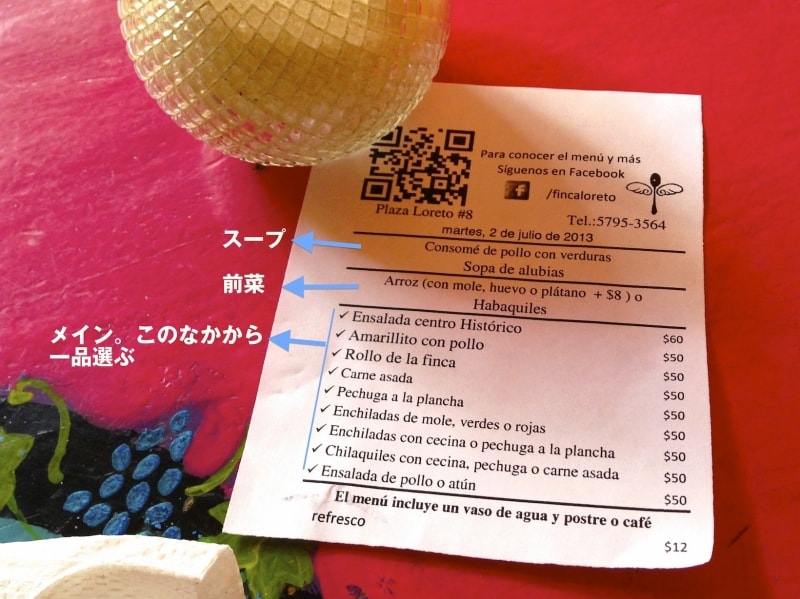 Para conocer el menú y más
Síguenos en Facebook
f /fincaloreto
Plaza Loreto #8
Tel.:5795-3564
martes, 2 de julio de 2013
スープ
Consomé de pollo con verduras
Sopa de alubias
前菜
Arroz (con mole, huevo o plátano + $8 ) o
Habaquiles
メイン。このなかから
一品選ぶ
✓ Ensalada centro Histórico $60
✓ Amarillito con pollo $50
✓ Rollo de la finca $50
✓ Carne asada $50
✓ Pechuga a la plancha $50
✓ Enchiladas de mole, verdes o rojas $50
✓ Enchiladas con cecina o pechuga a la plancha $50
✓ Chilaquiles con cecina, pechuga o carne asada $50
✓ Ensalada de pollo o atún $50
El menú incluye un vaso de agua y postre o café
refresco $12